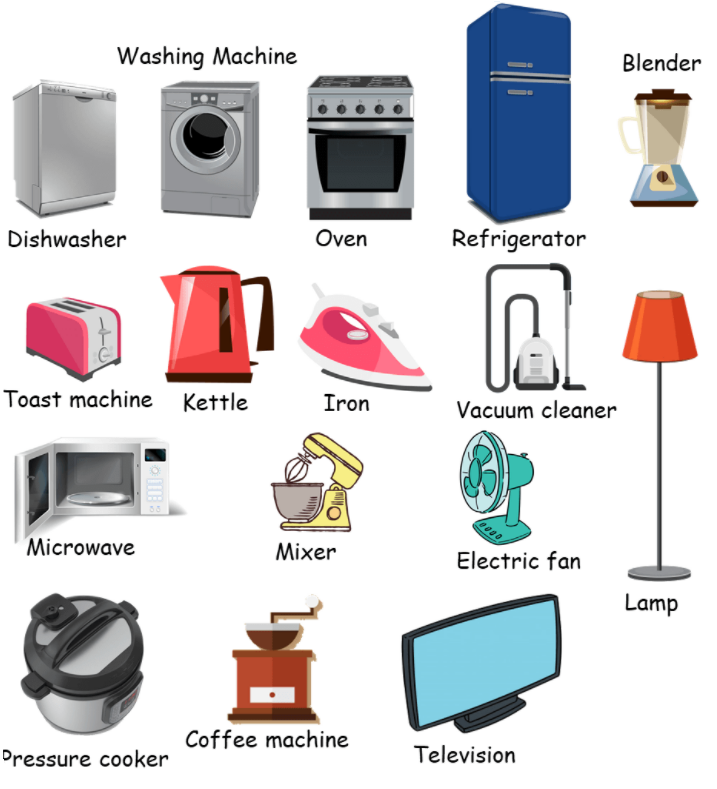 Washing Machine
Blender
Dishwasher
Oven
Refrigerator
Toast machine
Kettle
Iron
Vacuum cleaner
Microwave
Mixer
Electric fan
Lamp
Pressure cooker
Coffee machine
Television